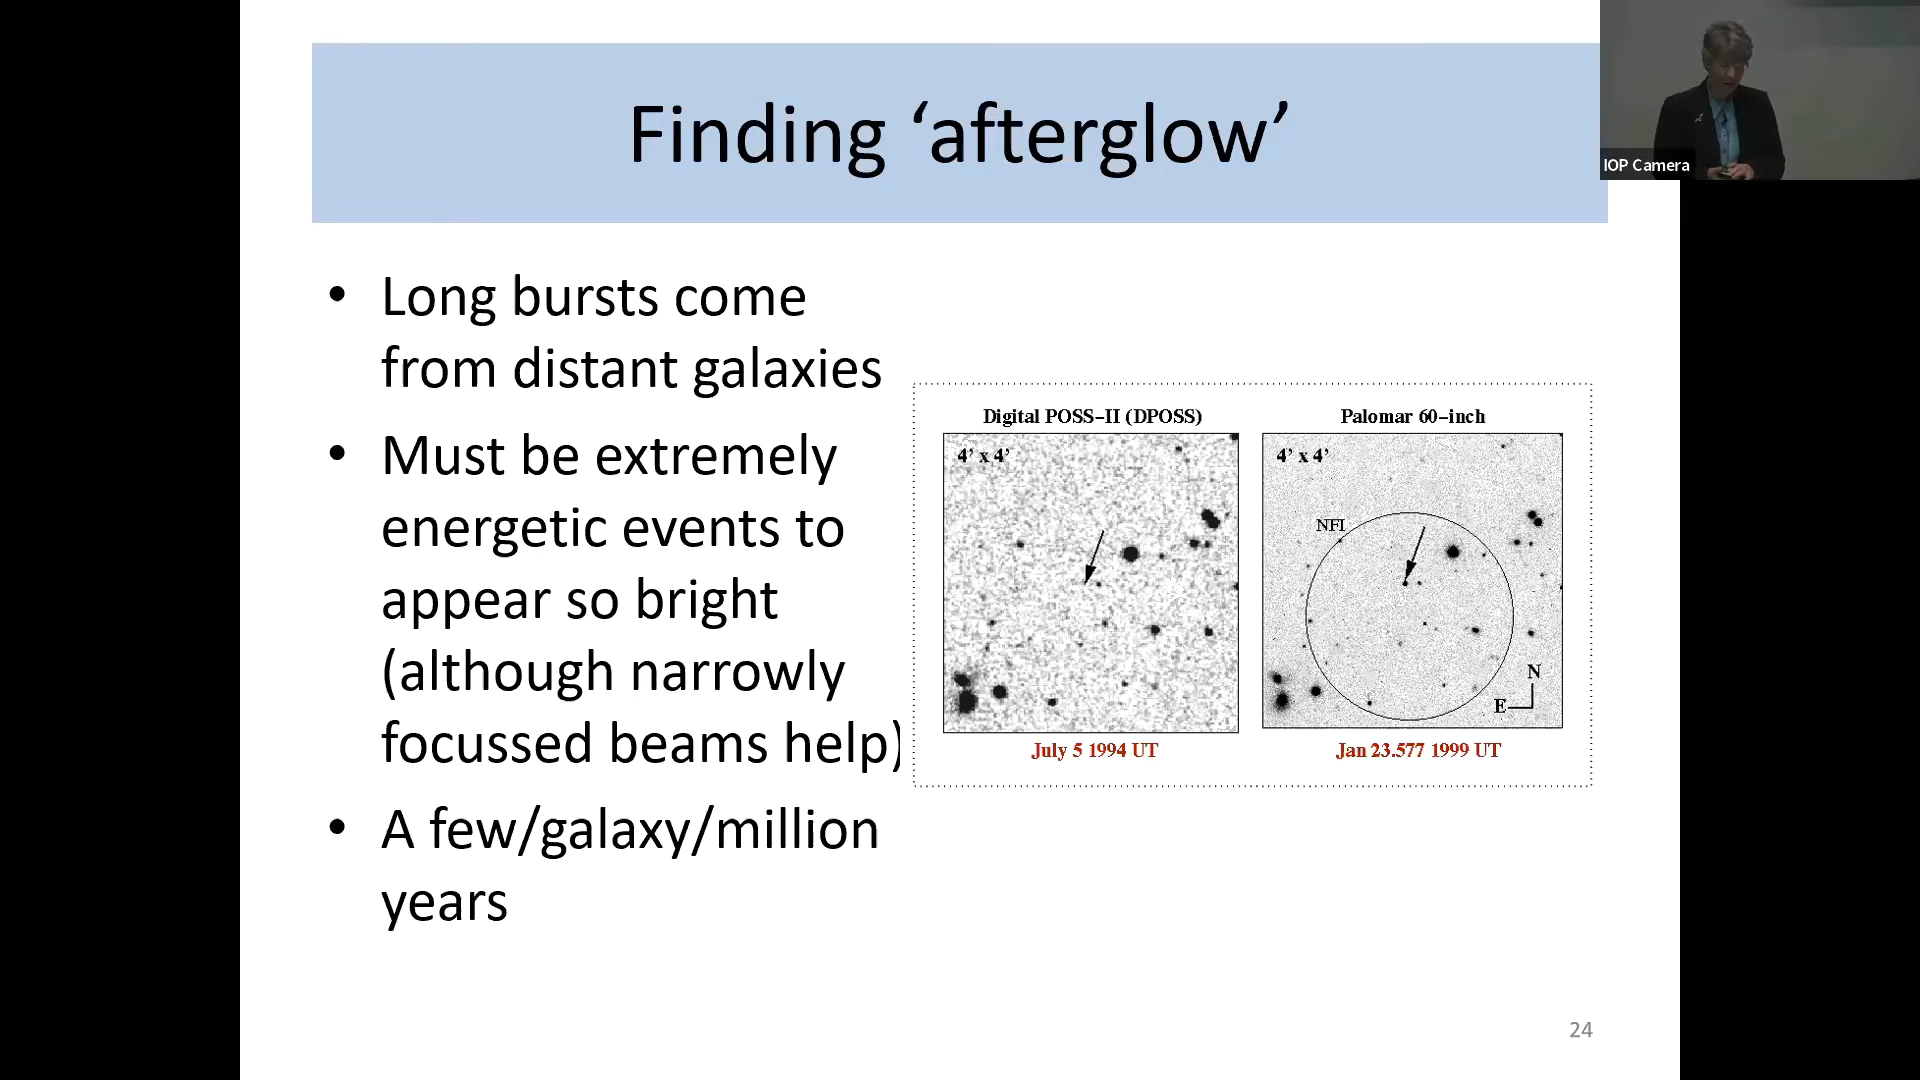 Finding ‘afterglow’
IOP Camera
• Long bursts come
from distant galaxies
• Must be extremely
energetic events to
appear so bright
(although narrowly
focussed beams help)
• A few/galaxy/million
years
Digital POSS-II (DPOSS)
4' x 4'
July 5 1994 UT
Palomar 60-inch
4' x 4'
NFI
N
E
Jan 23.577 1999 UT
24